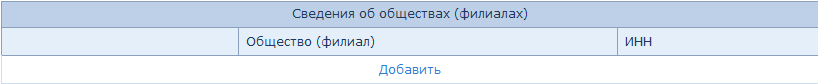 Сведения об обществах (филиалах)
Общество (филиал) ИНН
Добавить